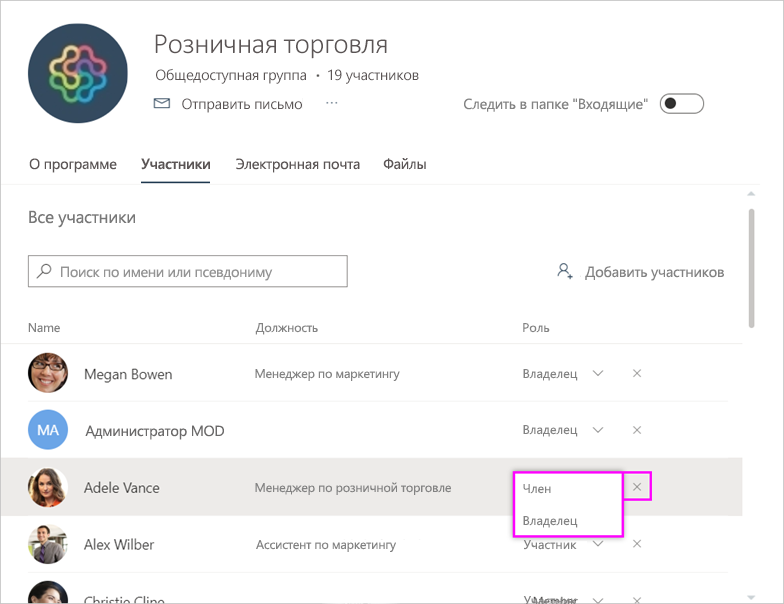 Розничная торговля
Общедоступная группа • 19 участников
Отправить письмо ... Следить в папке "Входящие"
О программе Участники Электронная почта Файлы
Все участники
Поиск по имени или псевдониму Добавить участников
Name Должность Роль
Megan Bowen Менеджер по маркетингу Владелец
MA Администратор MOD Владелец
Adele Vance Менеджер по розничной торговле Член
Владелец
Alex Wilber Ассистент по маркетингу Участник
Christie Cline